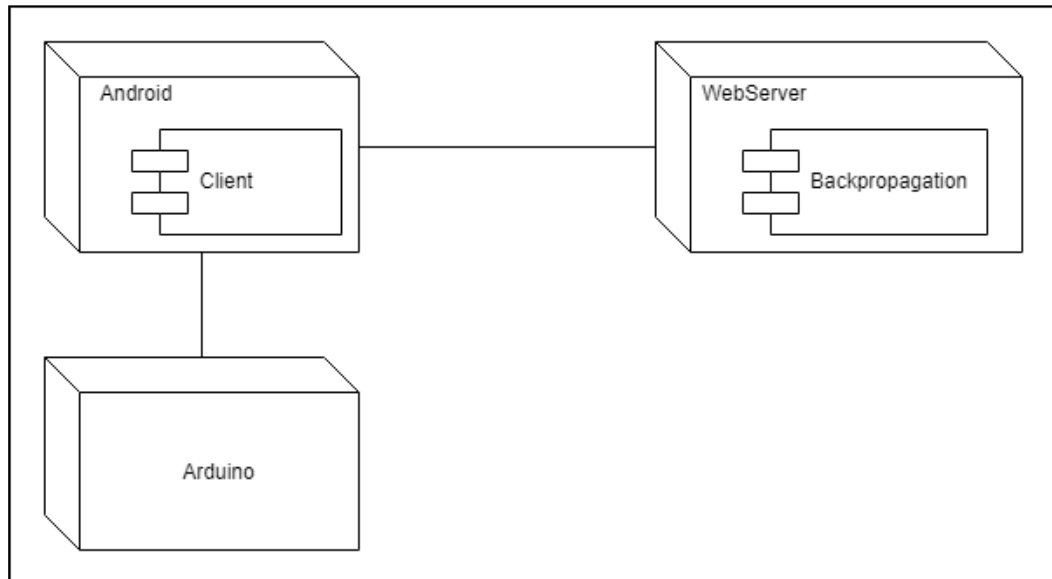 Android
WebServer
Client
Backpropagation
Arduino